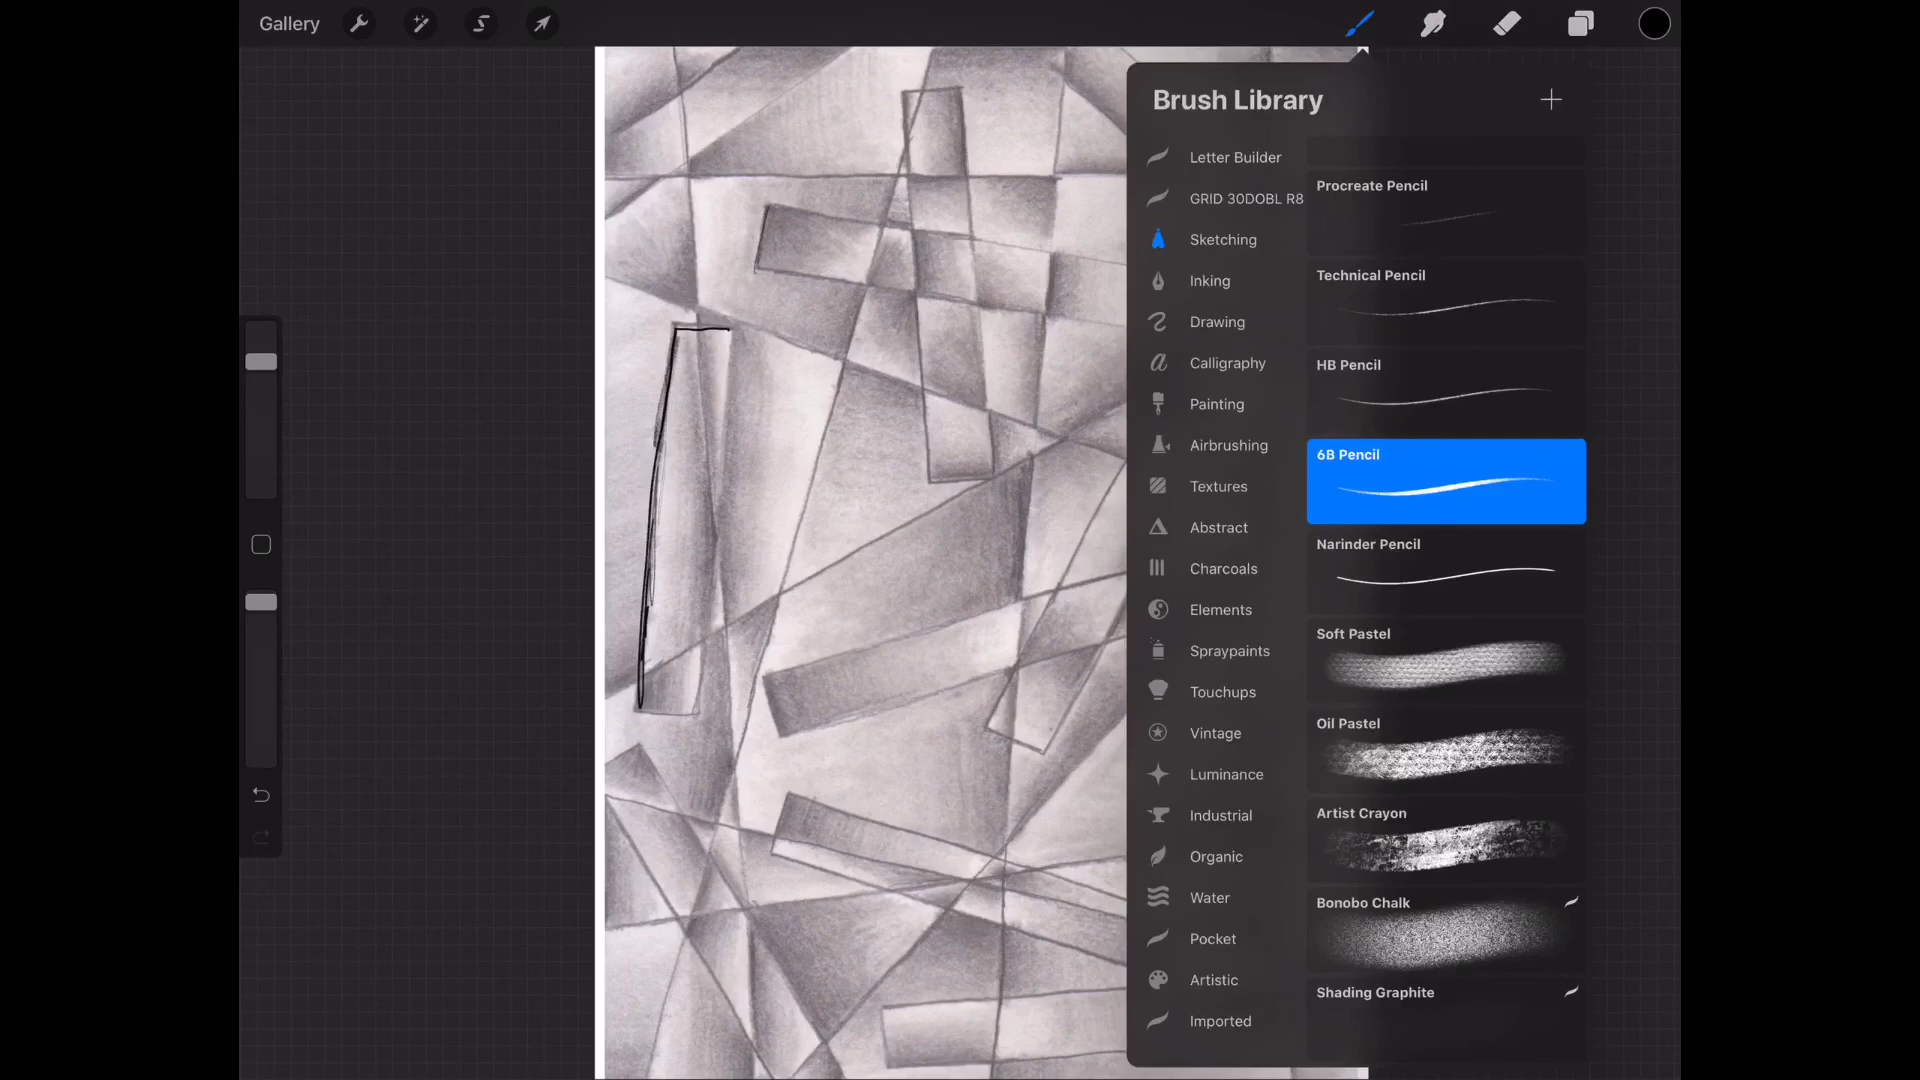 Gallery
Brush Library
Letter Builder
GRID 30DOBL R8
Sketching
Inking
Drawing
Calligraphy
Painting
Airbrushing
Textures
Abstract
Charcoals
Elements
Spraypaints
Touchups
Vintage
Luminance
Industrial
Organic
Water
Pocket
Artistic
Imported
Procreate Pencil
Technical Pencil
HB Pencil
6B Pencil
Narinder Pencil
Soft Pastel
Oil Pastel
Artist Crayon
Bonobo Chalk
Shading Graphite